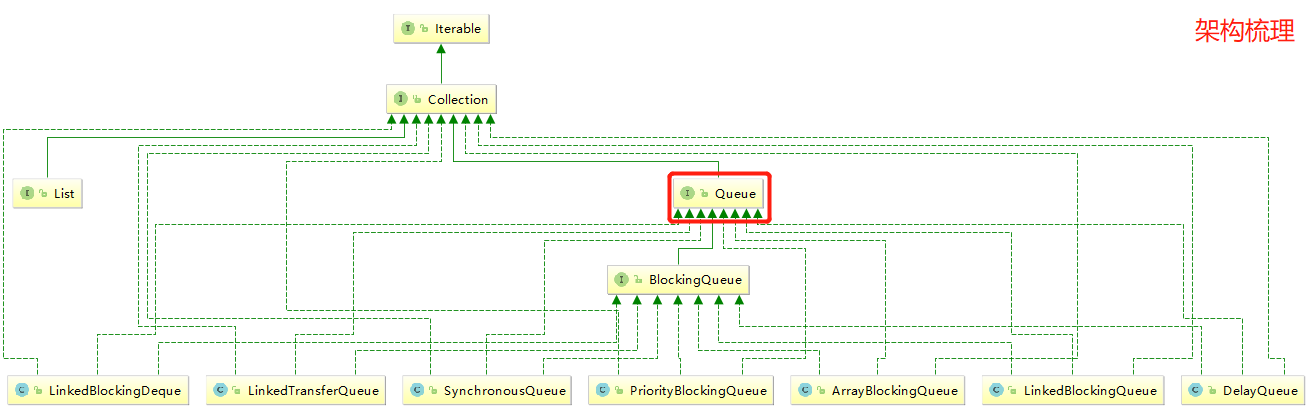 架构梳理
Iterable
Collection
List
Queue
BlockingQueue
LinkedBlockingDeque
LinkedTransferQueue
SynchronousQueue
PriorityBlockingQueue
ArrayBlockingQueue
LinkedBlockingQueue
DelayQueue